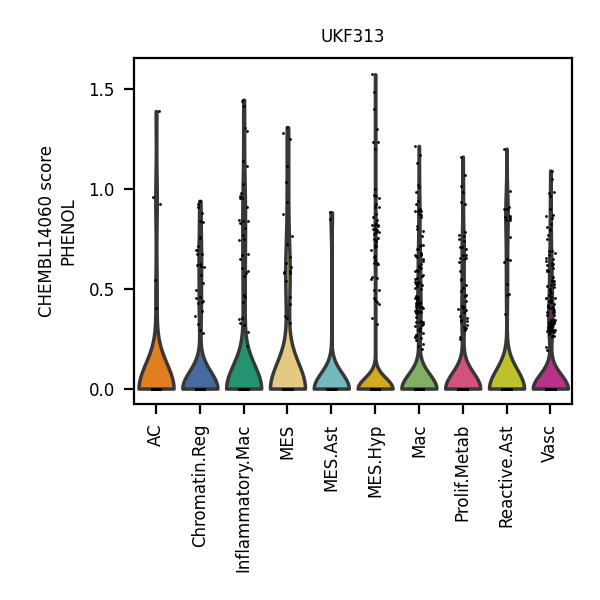 UKF313
CHEMBL14060 score
PHENOL
1.5
1.0
0.5
0.0
AC
Chromatin.Reg
Inflammatory.Mac
MES
MES.Ast
MES.Hyp
Mac
Prolif.Metab
Reactive.Ast
Vasc